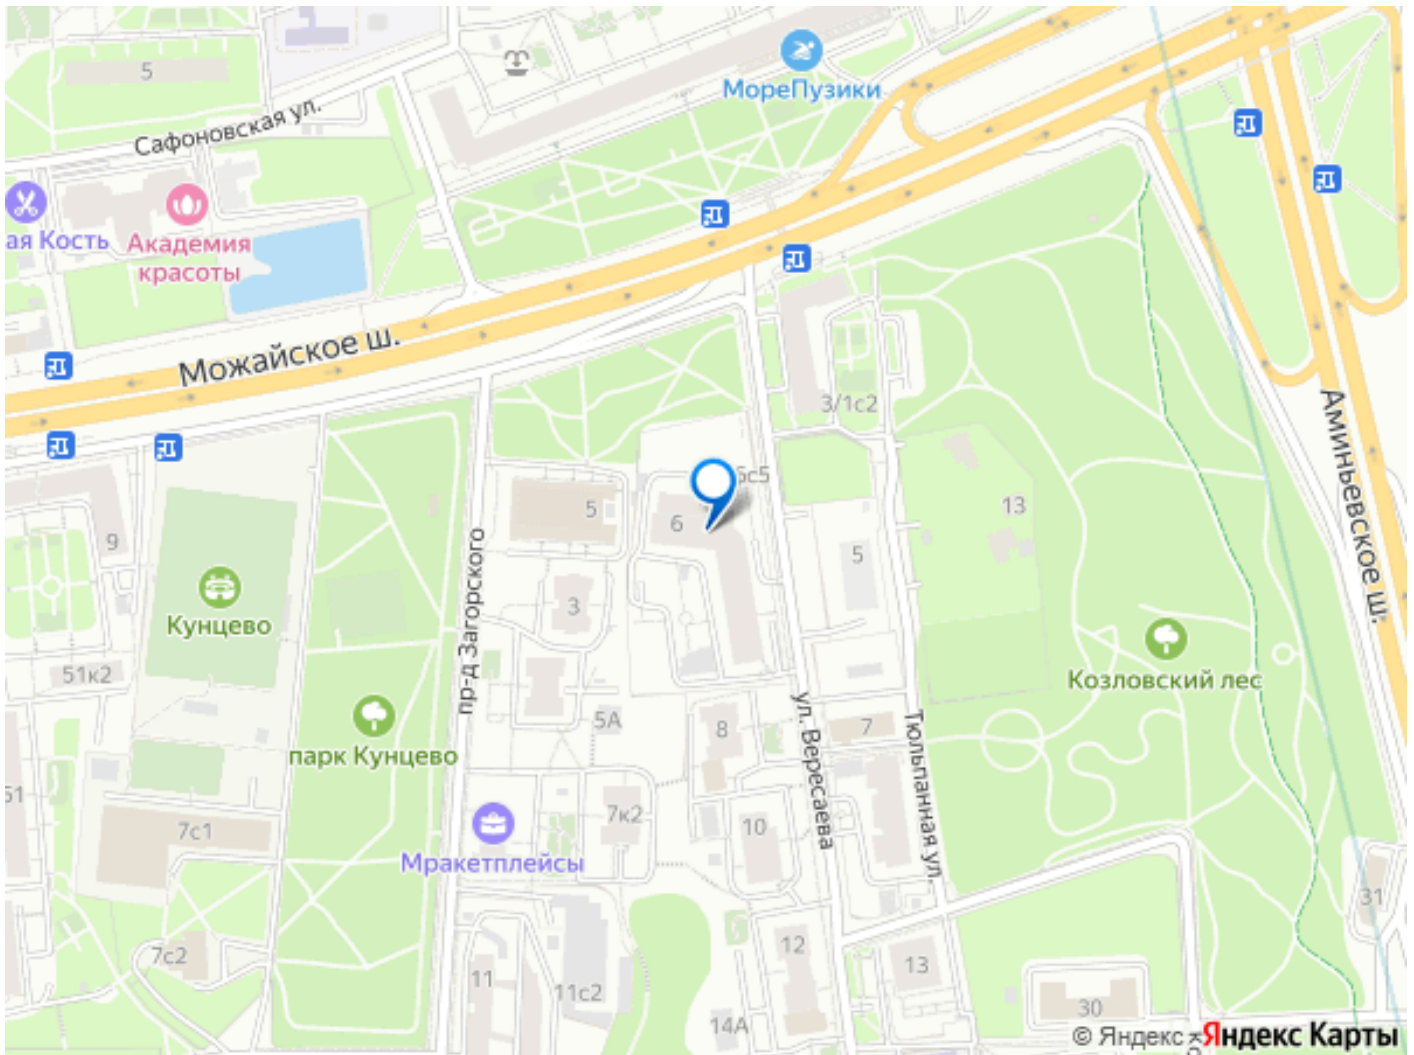 5
МореПузики
Сафоновская ул.
ая Кость
Академия
красоты
Можайское ш.
3/1с2
Аминьевское ш.
6с5
5
6
13
9
5
3
Кунцево
пр-д Загорского
Козловский лес
51к2
5А
8
7
ул. Вересаева
Тюльпанная ул.
парк Кунцево
51
7с1
7к2
10
Мракетплейсы
31
7с2
12
13
11
11с2
14А
30
© Яндекс
Яндекс Карты